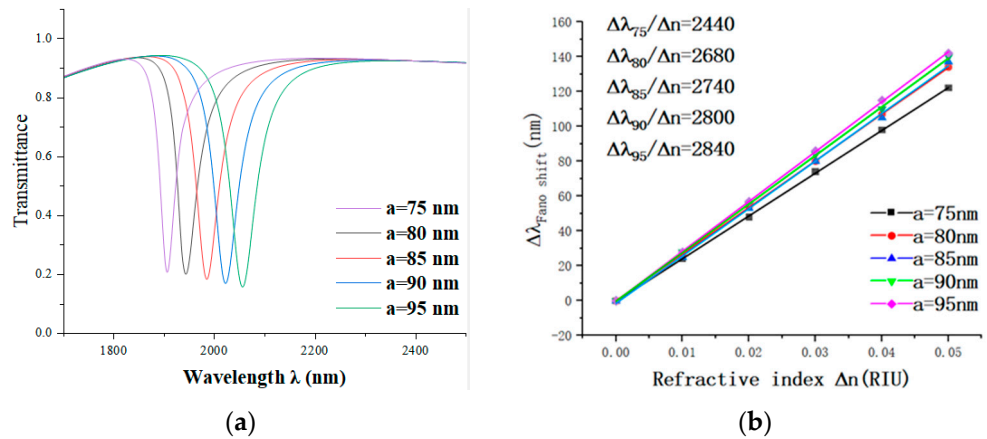 (a)
Transmittance
1.0
0.8
0.6
0.4
0.2
0.0
a=75 nm
a=80 nm
a=85 nm
a=90 nm
a=95 nm
1800 2000 2200 2400
Wavelength λ (nm)
(b)
Δλ_Fano shift (nm)
160
140
120
100
80
60
40
20
0
-20
Δλ₇₅/Δn=2440
Δλ₈₀/Δn=2680
Δλ₈₅/Δn=2740
Δλ₉₀/Δn=2800
Δλ₉₅/Δn=2840
a=75nm
a=80nm
a=85nm
a=90nm
a=95nm
0.00 0.01 0.02 0.03 0.04 0.05
Refractive index Δn(RIU)